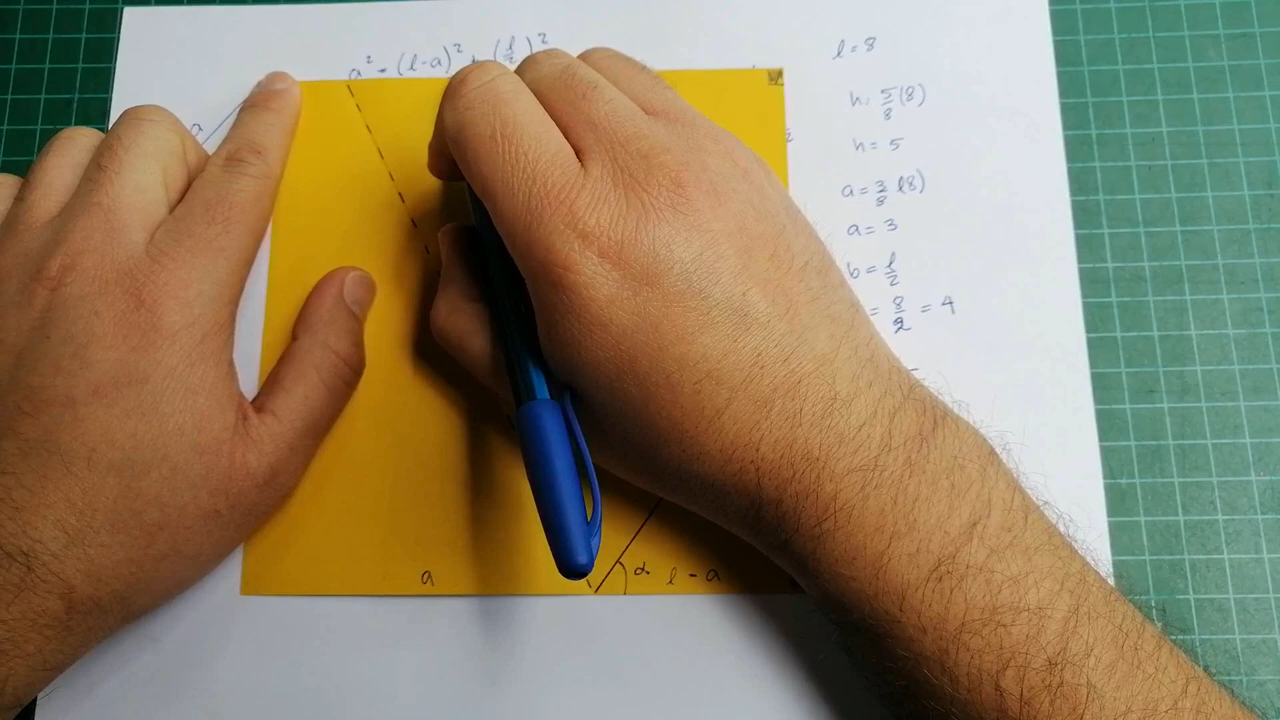 a² = (l-a)² + (l/2)²
l = 8
h = 5/8 (8)
h = 5
a = 3/8 (8)
a = 3
b = l/2
= 8/2 = 4
a
a
α l - a